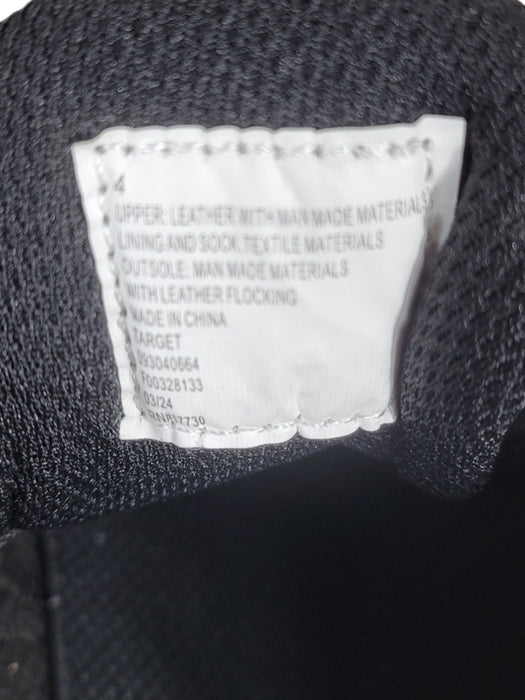 4
UPPER: LEATHER WITH MAN MADE MATERIALS
LINING AND SOCK: TEXTILE MATERIALS
OUTSOLE: MAN MADE MATERIALS
WITH LEATHER FLOCKING
MADE IN CHINA
TARGET
093040664
F00328133
03/24